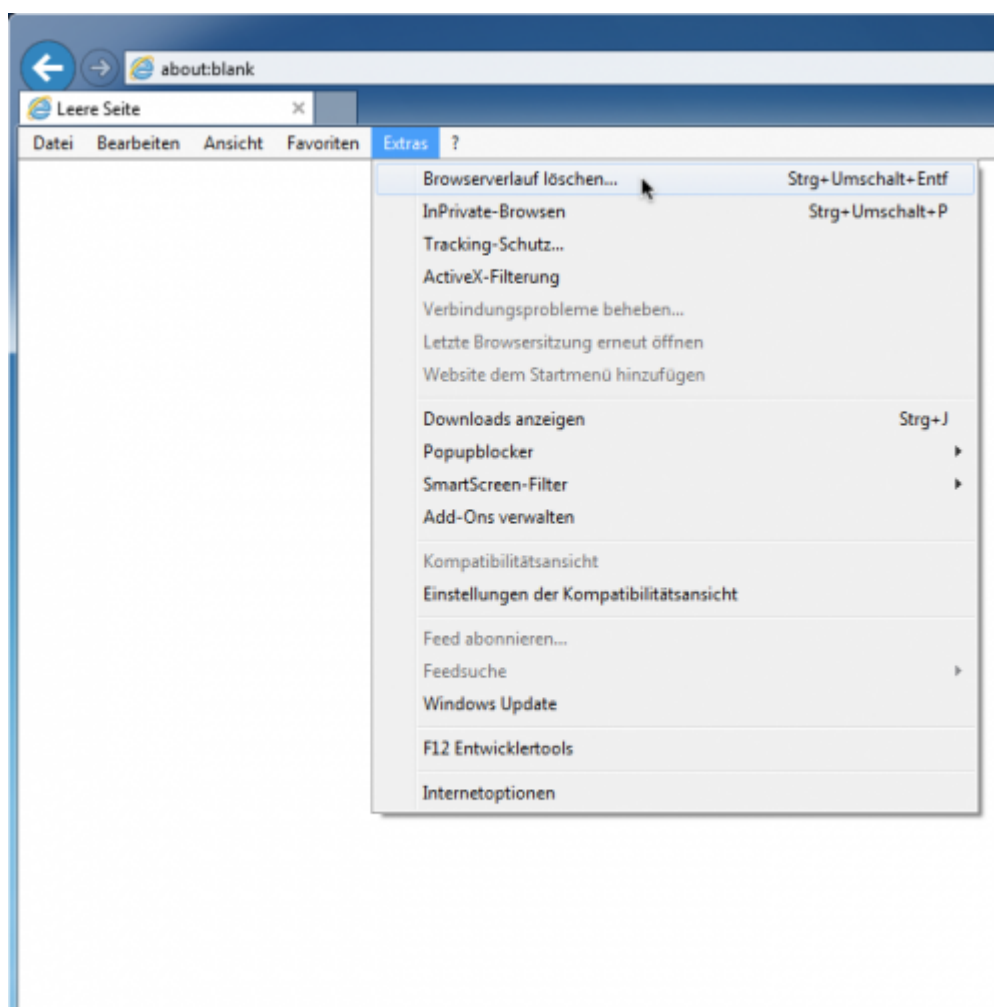 about:blank
Leere Seite
Datei Bearbeiten Ansicht Favoriten Extras ?
Browserverlauf löschen... Strg+Umschalt+Entf
InPrivate-Browsen Strg+Umschalt+P
Tracking-Schutz...
ActiveX-Filterung
Verbindungsprobleme beheben...
Letzte Browsersitzung erneut öffnen
Website dem Startmenü hinzufügen
Downloads anzeigen Strg+J
Popupblocker
SmartScreen-Filter
Add-Ons verwalten
Kompatibilitätsansicht
Einstellungen der Kompatibilitätsansicht
Feed abonnieren...
Feedsuche
Windows Update
F12 Entwicklertools
Internetoptionen